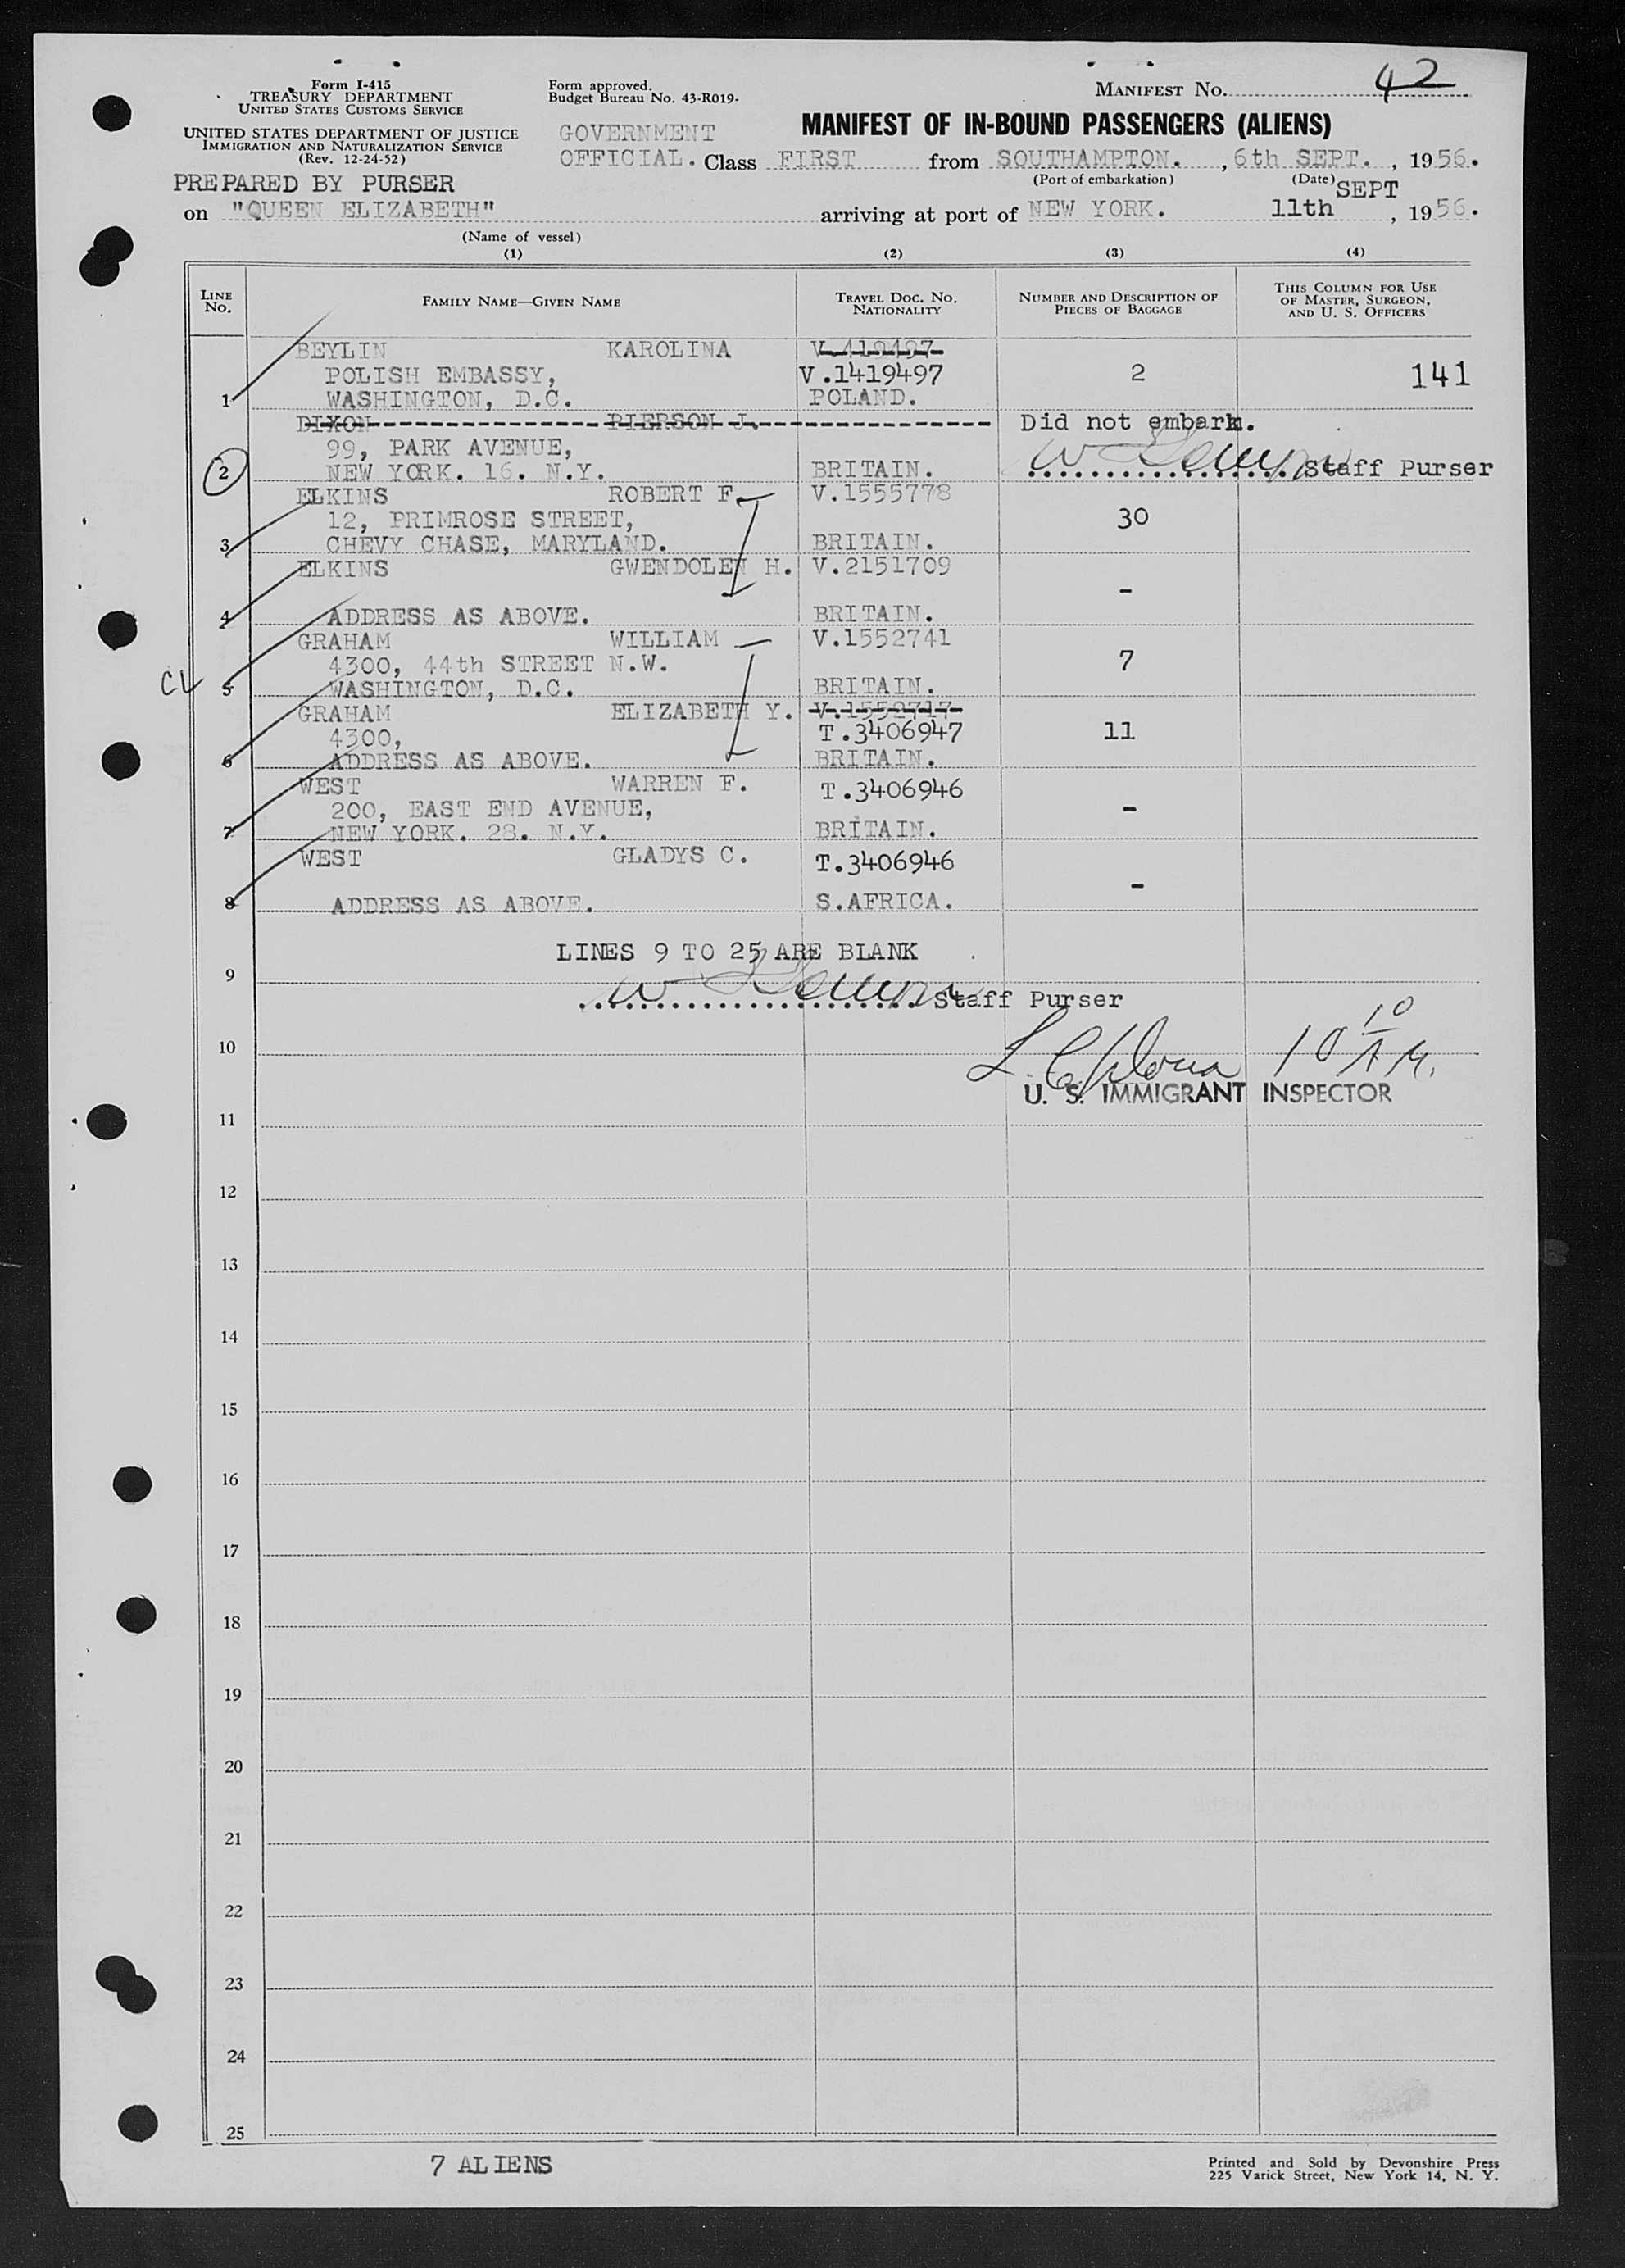 Form I-415
TREASURY DEPARTMENT
UNITED STATES CUSTOMS SERVICE
UNITED STATES DEPARTMENT OF JUSTICE
IMMIGRATION AND NATURALIZATION SERVICE
(Rev. 12-24-52)
Form approved.
Budget Bureau No. 43-R019-
MANIFEST No. 42
MANIFEST OF IN-BOUND PASSENGERS (ALIENS)
GOVERNMENT
OFFICIAL. Class FIRST from SOUTHAMPTON. , 6th SEPT. , 1956.
(Port of embarkation) (Date)
PREPARED BY PURSER
on "QUEEN ELIZABETH" arriving at port of NEW YORK. 11th SEPT , 1956.
(Name of vessel)
(1) (2) (3) (4)
LINE No. FAMILY NAME—GIVEN NAME TRAVEL DOC. No. NATIONALITY NUMBER AND DESCRIPTION OF PIECES OF BAGGAGE THIS COLUMN FOR USE OF MASTER, SURGEON, AND U. S. OFFICERS
BEYLIN KAROLINA V.419497
POLISH EMBASSY, V.1419497 2 141
1 WASHINGTON, D.C. POLAND.
DIXON PIERSON J. Did not embark.
99, PARK AVENUE,
2 NEW YORK. 16. N.Y. BRITAIN. Staff Purser
ELKINS ROBERT F. V.1555778
12, PRIMROSE STREET, 30
3 CHEVY CHASE, MARYLAND. BRITAIN.
ELKINS GWENDOLEN H. V.2151709
-
4 ADDRESS AS ABOVE. BRITAIN.
GRAHAM WILLIAM V.1552741
4300, 44th STREET N.W. 7
CL 5 WASHINGTON, D.C. BRITAIN.
GRAHAM ELIZABETH Y. V.1552717
4300, T.3406947 11
6 ADDRESS AS ABOVE. BRITAIN.
WEST WARREN F. T.3406946
200, EAST END AVENUE, -
7 NEW YORK. 28. N.Y. BRITAIN.
WEST GLADYS C. T.3406946
-
8 ADDRESS AS ABOVE. S.AFRICA.
LINES 9 TO 25 ARE BLANK
9
Staff Purser
10 10 10 A.M.
U. S. IMMIGRANT INSPECTOR
11
12
13
14
15
16
17
18
19
20
21
22
23
24
25
7 ALIENS
Printed and Sold by Devonshire Press
225 Varick Street, New York 14, N. Y.